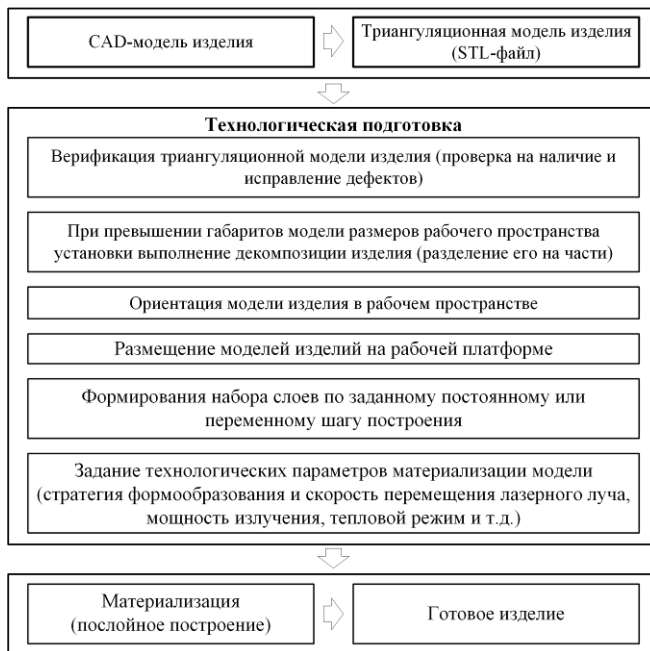 CAD-модель изделия
Триангуляционная модель изделия
(STL-файл)
Технологическая подготовка
Верификация триангуляционной модели изделия (проверка на наличие и
исправление дефектов)
При превышении габаритов модели размеров рабочего пространства
установки выполнение декомпозиции изделия (разделение его на части)
Ориентация модели изделия в рабочем пространстве
Размещение моделей изделий на рабочей платформе
Формирования набора слоев по заданному постоянному или
переменному шагу построения
Задание технологических параметров материализации модели
(стратегия формообразования и скорость перемещения лазерного луча,
мощность излучения, тепловой режим и т.д.)
Материализация
(послойное построение)
Готовое изделие